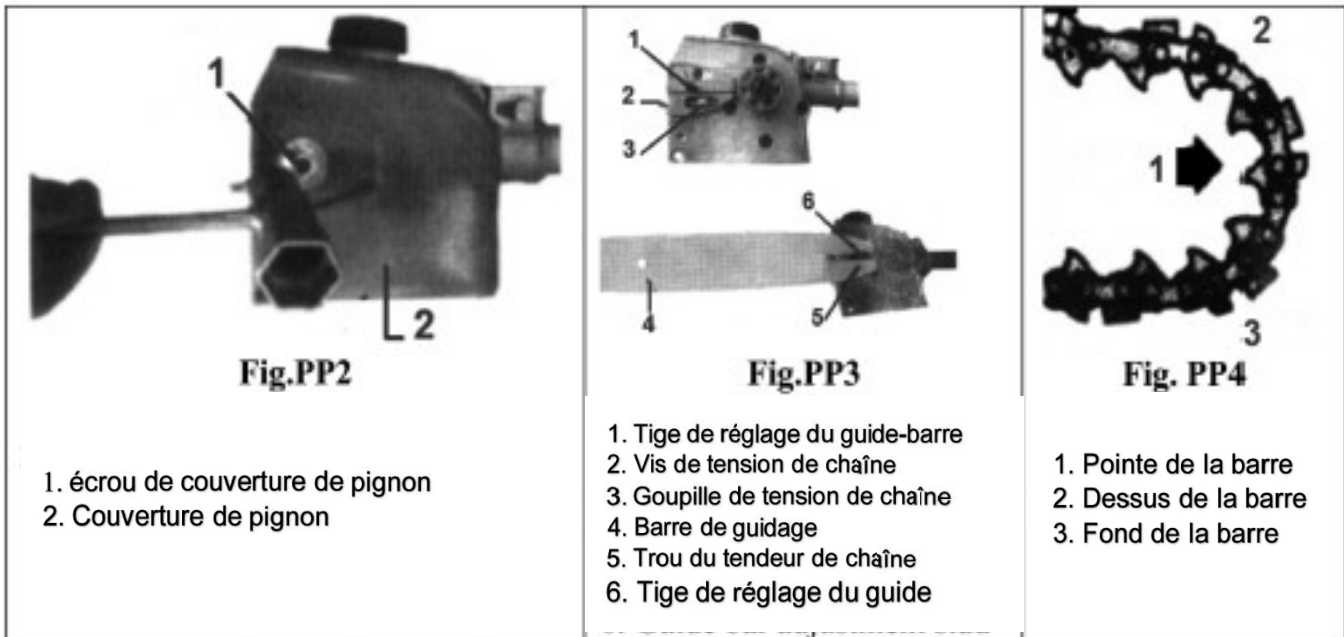 1
2
Fig.PP2
1. écrou de couverture de pignon
2. Couverture de pignon
1
2
3
6
4
5
Fig.PP3
1. Tige de réglage du guide-barre
2. Vis de tension de chaîne
3. Goupille de tension de chaîne
4. Barre de guidage
5. Trou du tendeur de chaîne
6. Tige de réglage du guide
2
1
3
Fig. PP4
1. Pointe de la barre
2. Dessus de la barre
3. Fond de la barre